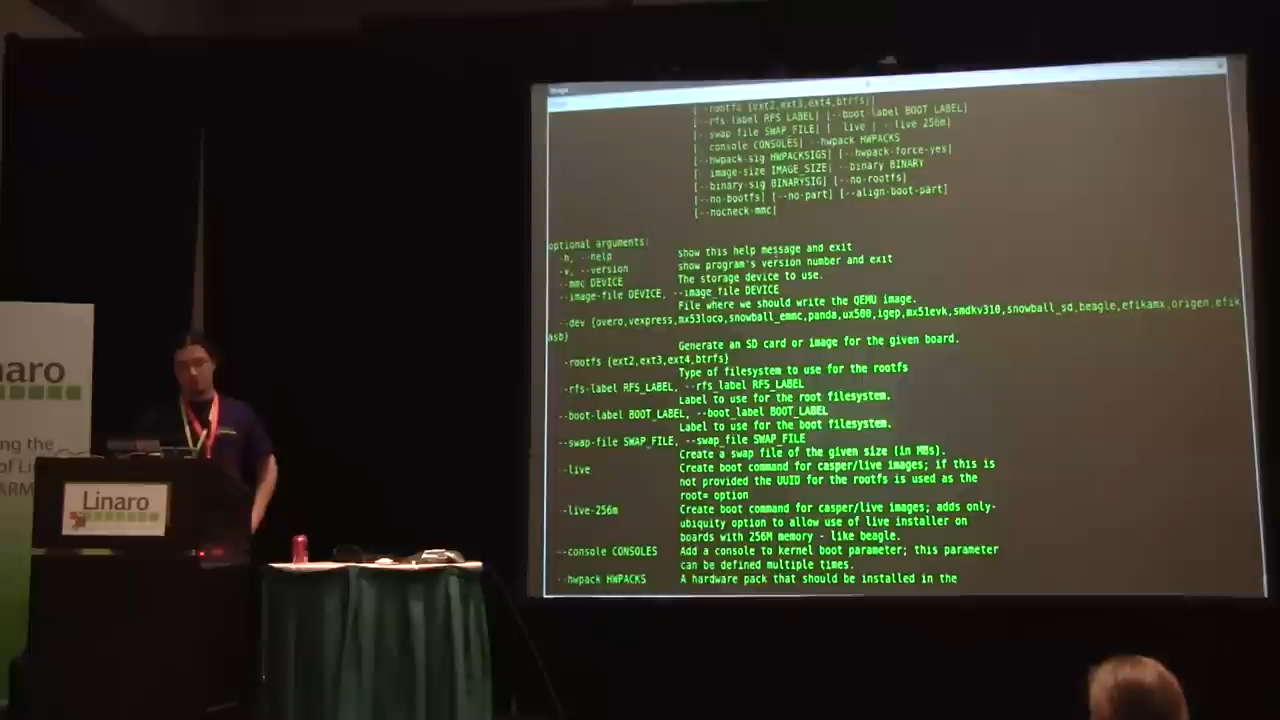 [--rootfs {ext2,ext3,ext4,btrfs}]
[--rfs-label RFS_LABEL] [--boot-label BOOT_LABEL]
[--swap-file SWAP_FILE] [--live | --live-256m]
[--console CONSOLES] --hwpack HWPACKS
[--hwpack-sig HWPACKSIGS] [--hwpack-force-yes]
[--image-size IMAGE_SIZE] --binary BINARY
[--binary-sig BINARYSIG] [--no-rootfs]
[--no-bootfs] [--no-part] [--align-boot-part]
[--nocheck-mmc]
optional arguments:
-h, --help show this help message and exit
-v, --version show program's version number and exit
--mmc DEVICE The storage device to use.
--image-file DEVICE, --image_file DEVICE
File where we should write the QEMU image.
--dev {overo,vexpress,mx53loco,snowball_emmc,panda,ux500,igep,mx51evk,smdkv310,snowball_sd,beagle,efikamx,origen,efik
asb}
Generate an SD card or image for the given board.
--rootfs {ext2,ext3,ext4,btrfs}
Type of filesystem to use for the rootfs
--rfs-label RFS_LABEL, --rfs_label RFS_LABEL
Label to use for the root filesystem.
--boot-label BOOT_LABEL, --boot_label BOOT_LABEL
Label to use for the boot filesystem.
--swap-file SWAP_FILE, --swap_file SWAP_FILE
Create a swap file of the given size (in MBs).
--live Create boot command for casper/live images; if this is
not provided the UUID for the rootfs is used as the
root= option
--live-256m Create boot command for casper/live images; adds only-
ubiquity option to allow use of live installer on
boards with 256M memory - like beagle.
--console CONSOLES Add a console to kernel boot parameter; this parameter
can be defined multiple times.
--hwpack HWPACKS A hardware pack that should be installed in the
naro
ng the
of Li
ARM
Linaro